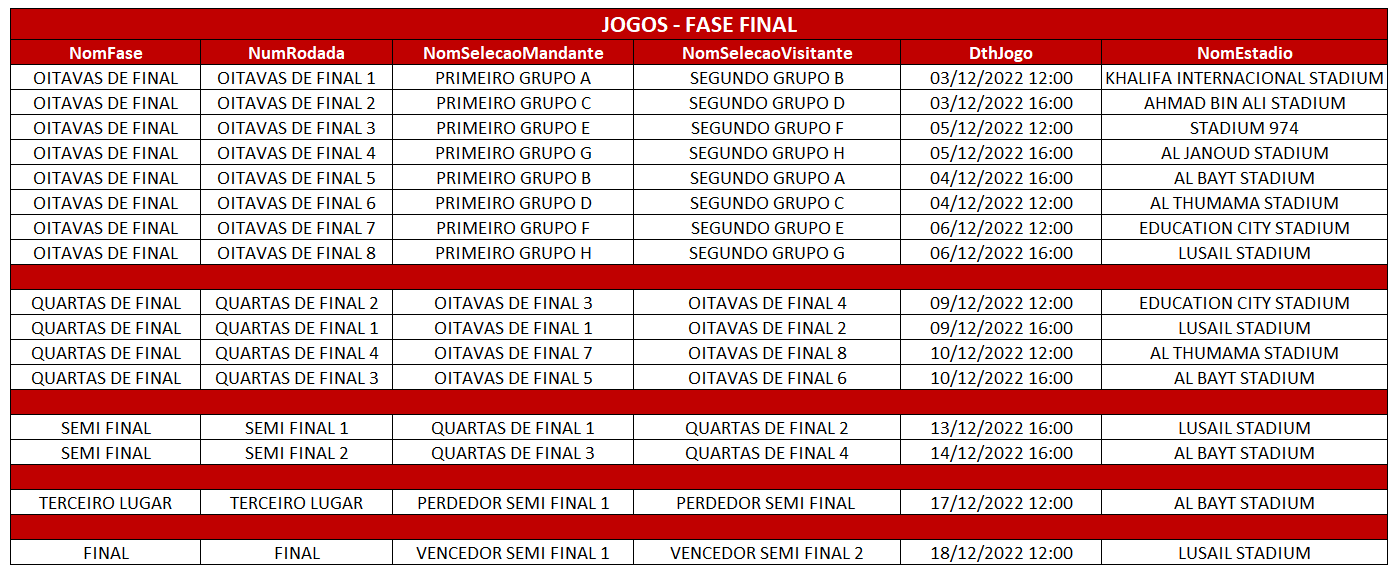 JOGOS - FASE FINAL
NomFase NumRodada NomSelecaoMandante NomSelecaoVisitante DthJogo NomEstadio
OITAVAS DE FINAL OITAVAS DE FINAL 1 PRIMEIRO GRUPO A SEGUNDO GRUPO B 03/12/2022 12:00 KHALIFA INTERNACIONAL STADIUM
OITAVAS DE FINAL OITAVAS DE FINAL 2 PRIMEIRO GRUPO C SEGUNDO GRUPO D 03/12/2022 16:00 AHMAD BIN ALI STADIUM
OITAVAS DE FINAL OITAVAS DE FINAL 3 PRIMEIRO GRUPO E SEGUNDO GRUPO F 05/12/2022 12:00 STADIUM 974
OITAVAS DE FINAL OITAVAS DE FINAL 4 PRIMEIRO GRUPO G SEGUNDO GRUPO H 05/12/2022 16:00 AL JANOUD STADIUM
OITAVAS DE FINAL OITAVAS DE FINAL 5 PRIMEIRO GRUPO B SEGUNDO GRUPO A 04/12/2022 16:00 AL BAYT STADIUM
OITAVAS DE FINAL OITAVAS DE FINAL 6 PRIMEIRO GRUPO D SEGUNDO GRUPO C 04/12/2022 12:00 AL THUMAMA STADIUM
OITAVAS DE FINAL OITAVAS DE FINAL 7 PRIMEIRO GRUPO F SEGUNDO GRUPO E 06/12/2022 12:00 EDUCATION CITY STADIUM
OITAVAS DE FINAL OITAVAS DE FINAL 8 PRIMEIRO GRUPO H SEGUNDO GRUPO G 06/12/2022 16:00 LUSAIL STADIUM
QUARTAS DE FINAL QUARTAS DE FINAL 2 OITAVAS DE FINAL 3 OITAVAS DE FINAL 4 09/12/2022 12:00 EDUCATION CITY STADIUM
QUARTAS DE FINAL QUARTAS DE FINAL 1 OITAVAS DE FINAL 1 OITAVAS DE FINAL 2 09/12/2022 16:00 LUSAIL STADIUM
QUARTAS DE FINAL QUARTAS DE FINAL 4 OITAVAS DE FINAL 7 OITAVAS DE FINAL 8 10/12/2022 12:00 AL THUMAMA STADIUM
QUARTAS DE FINAL QUARTAS DE FINAL 3 OITAVAS DE FINAL 5 OITAVAS DE FINAL 6 10/12/2022 16:00 AL BAYT STADIUM
SEMI FINAL SEMI FINAL 1 QUARTAS DE FINAL 1 QUARTAS DE FINAL 2 13/12/2022 16:00 LUSAIL STADIUM
SEMI FINAL SEMI FINAL 2 QUARTAS DE FINAL 3 QUARTAS DE FINAL 4 14/12/2022 16:00 AL BAYT STADIUM
TERCEIRO LUGAR TERCEIRO LUGAR PERDEDOR SEMI FINAL 1 PERDEDOR SEMI FINAL 17/12/2022 12:00 AL BAYT STADIUM
FINAL FINAL VENCEDOR SEMI FINAL 1 VENCEDOR SEMI FINAL 2 18/12/2022 12:00 LUSAIL STADIUM